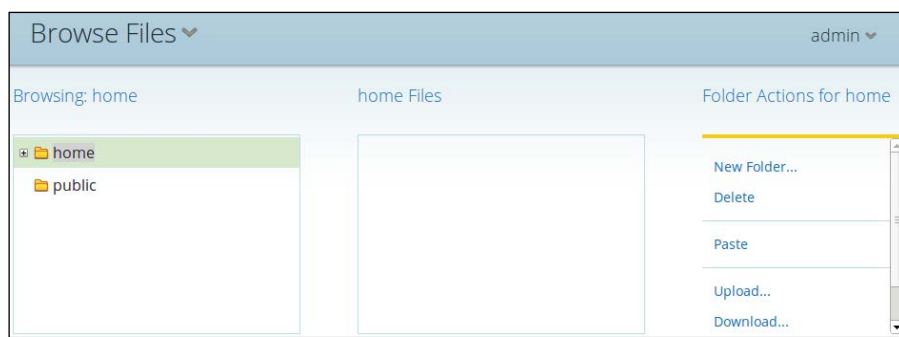 Browse Files
admin
Browsing: home
home Files
Folder Actions for home
home
public
New Folder...
Delete
Paste
Upload...
Download...